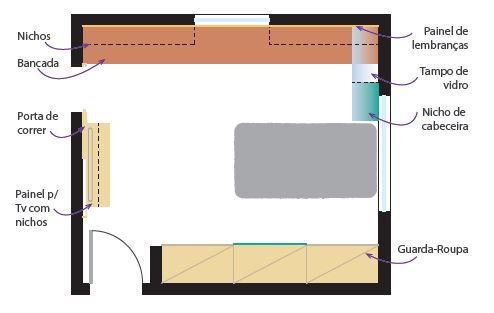 Nichos
Bancada
Porta de
correr
Painel p/
Tv com
nichos
Painel de
lembranças
Tampo de
vidro
Nicho de
cabeceira
Guarda-Roupa